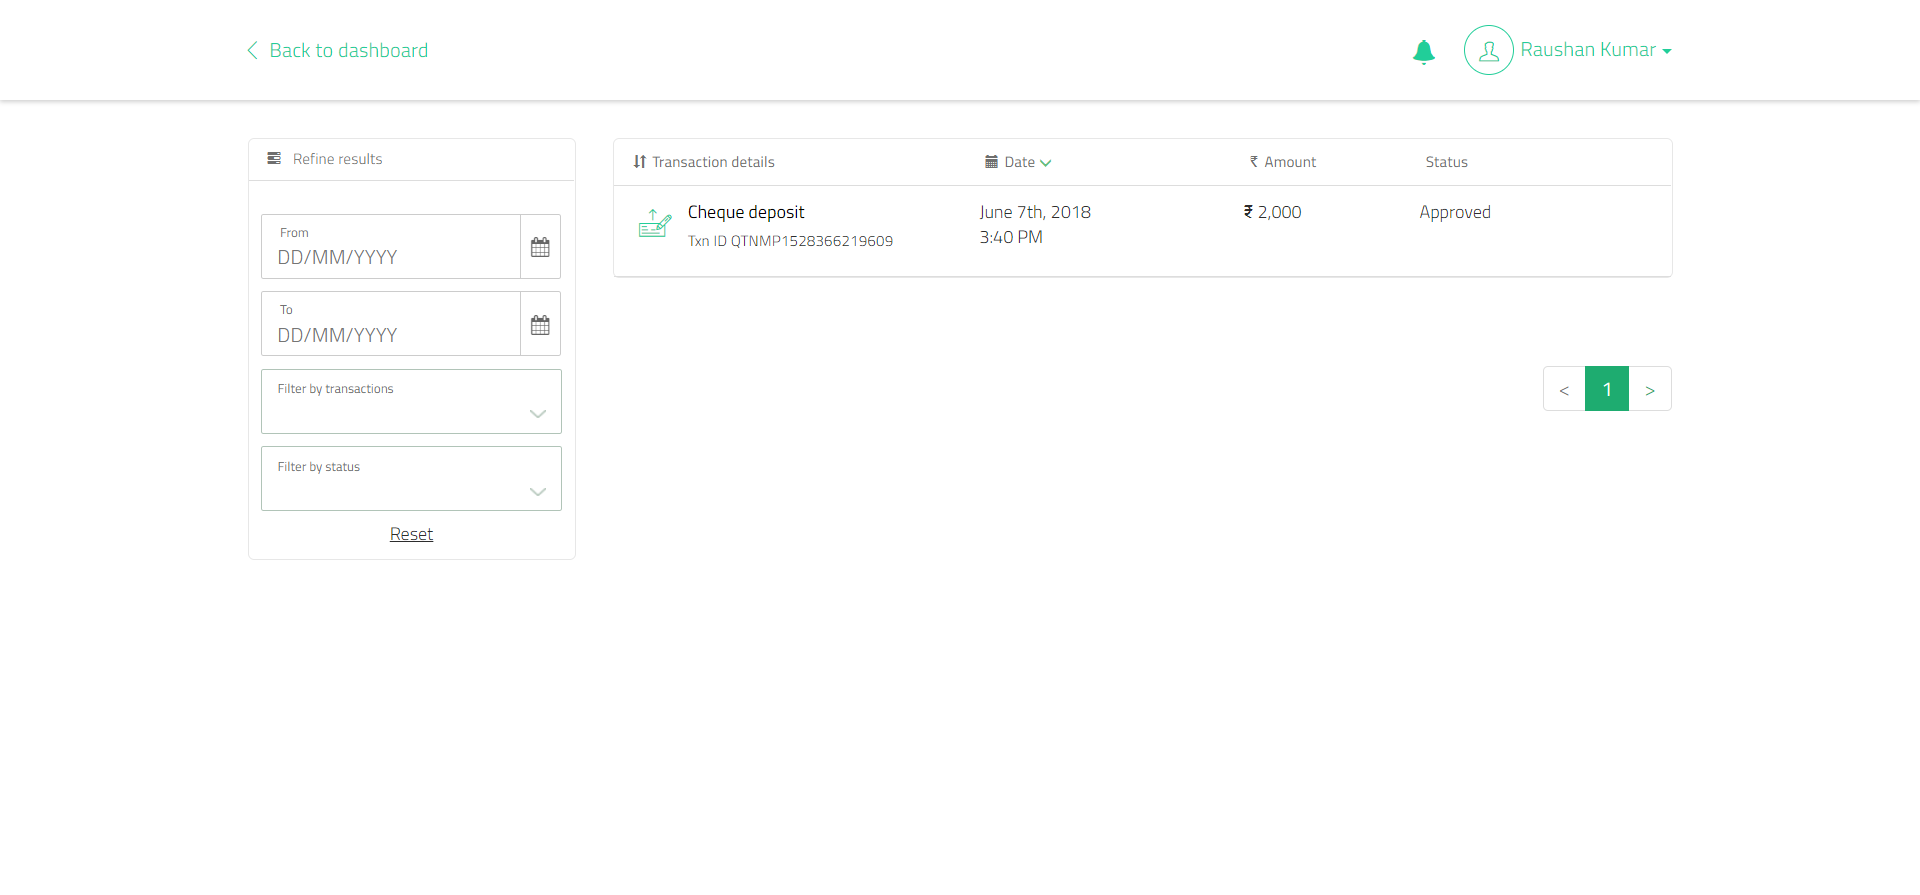 Back to dashboard
Raushan Kumar
Refine results
From
DD/MM/YYYY
To
DD/MM/YYYY
Filter by transactions
Filter by status
Reset
Transaction details Date ₹ Amount Status
Cheque deposit June 7th, 2018 ₹ 2,000 Approved
Txn ID QTNMP1528366219609 3:40 PM
< 1 >